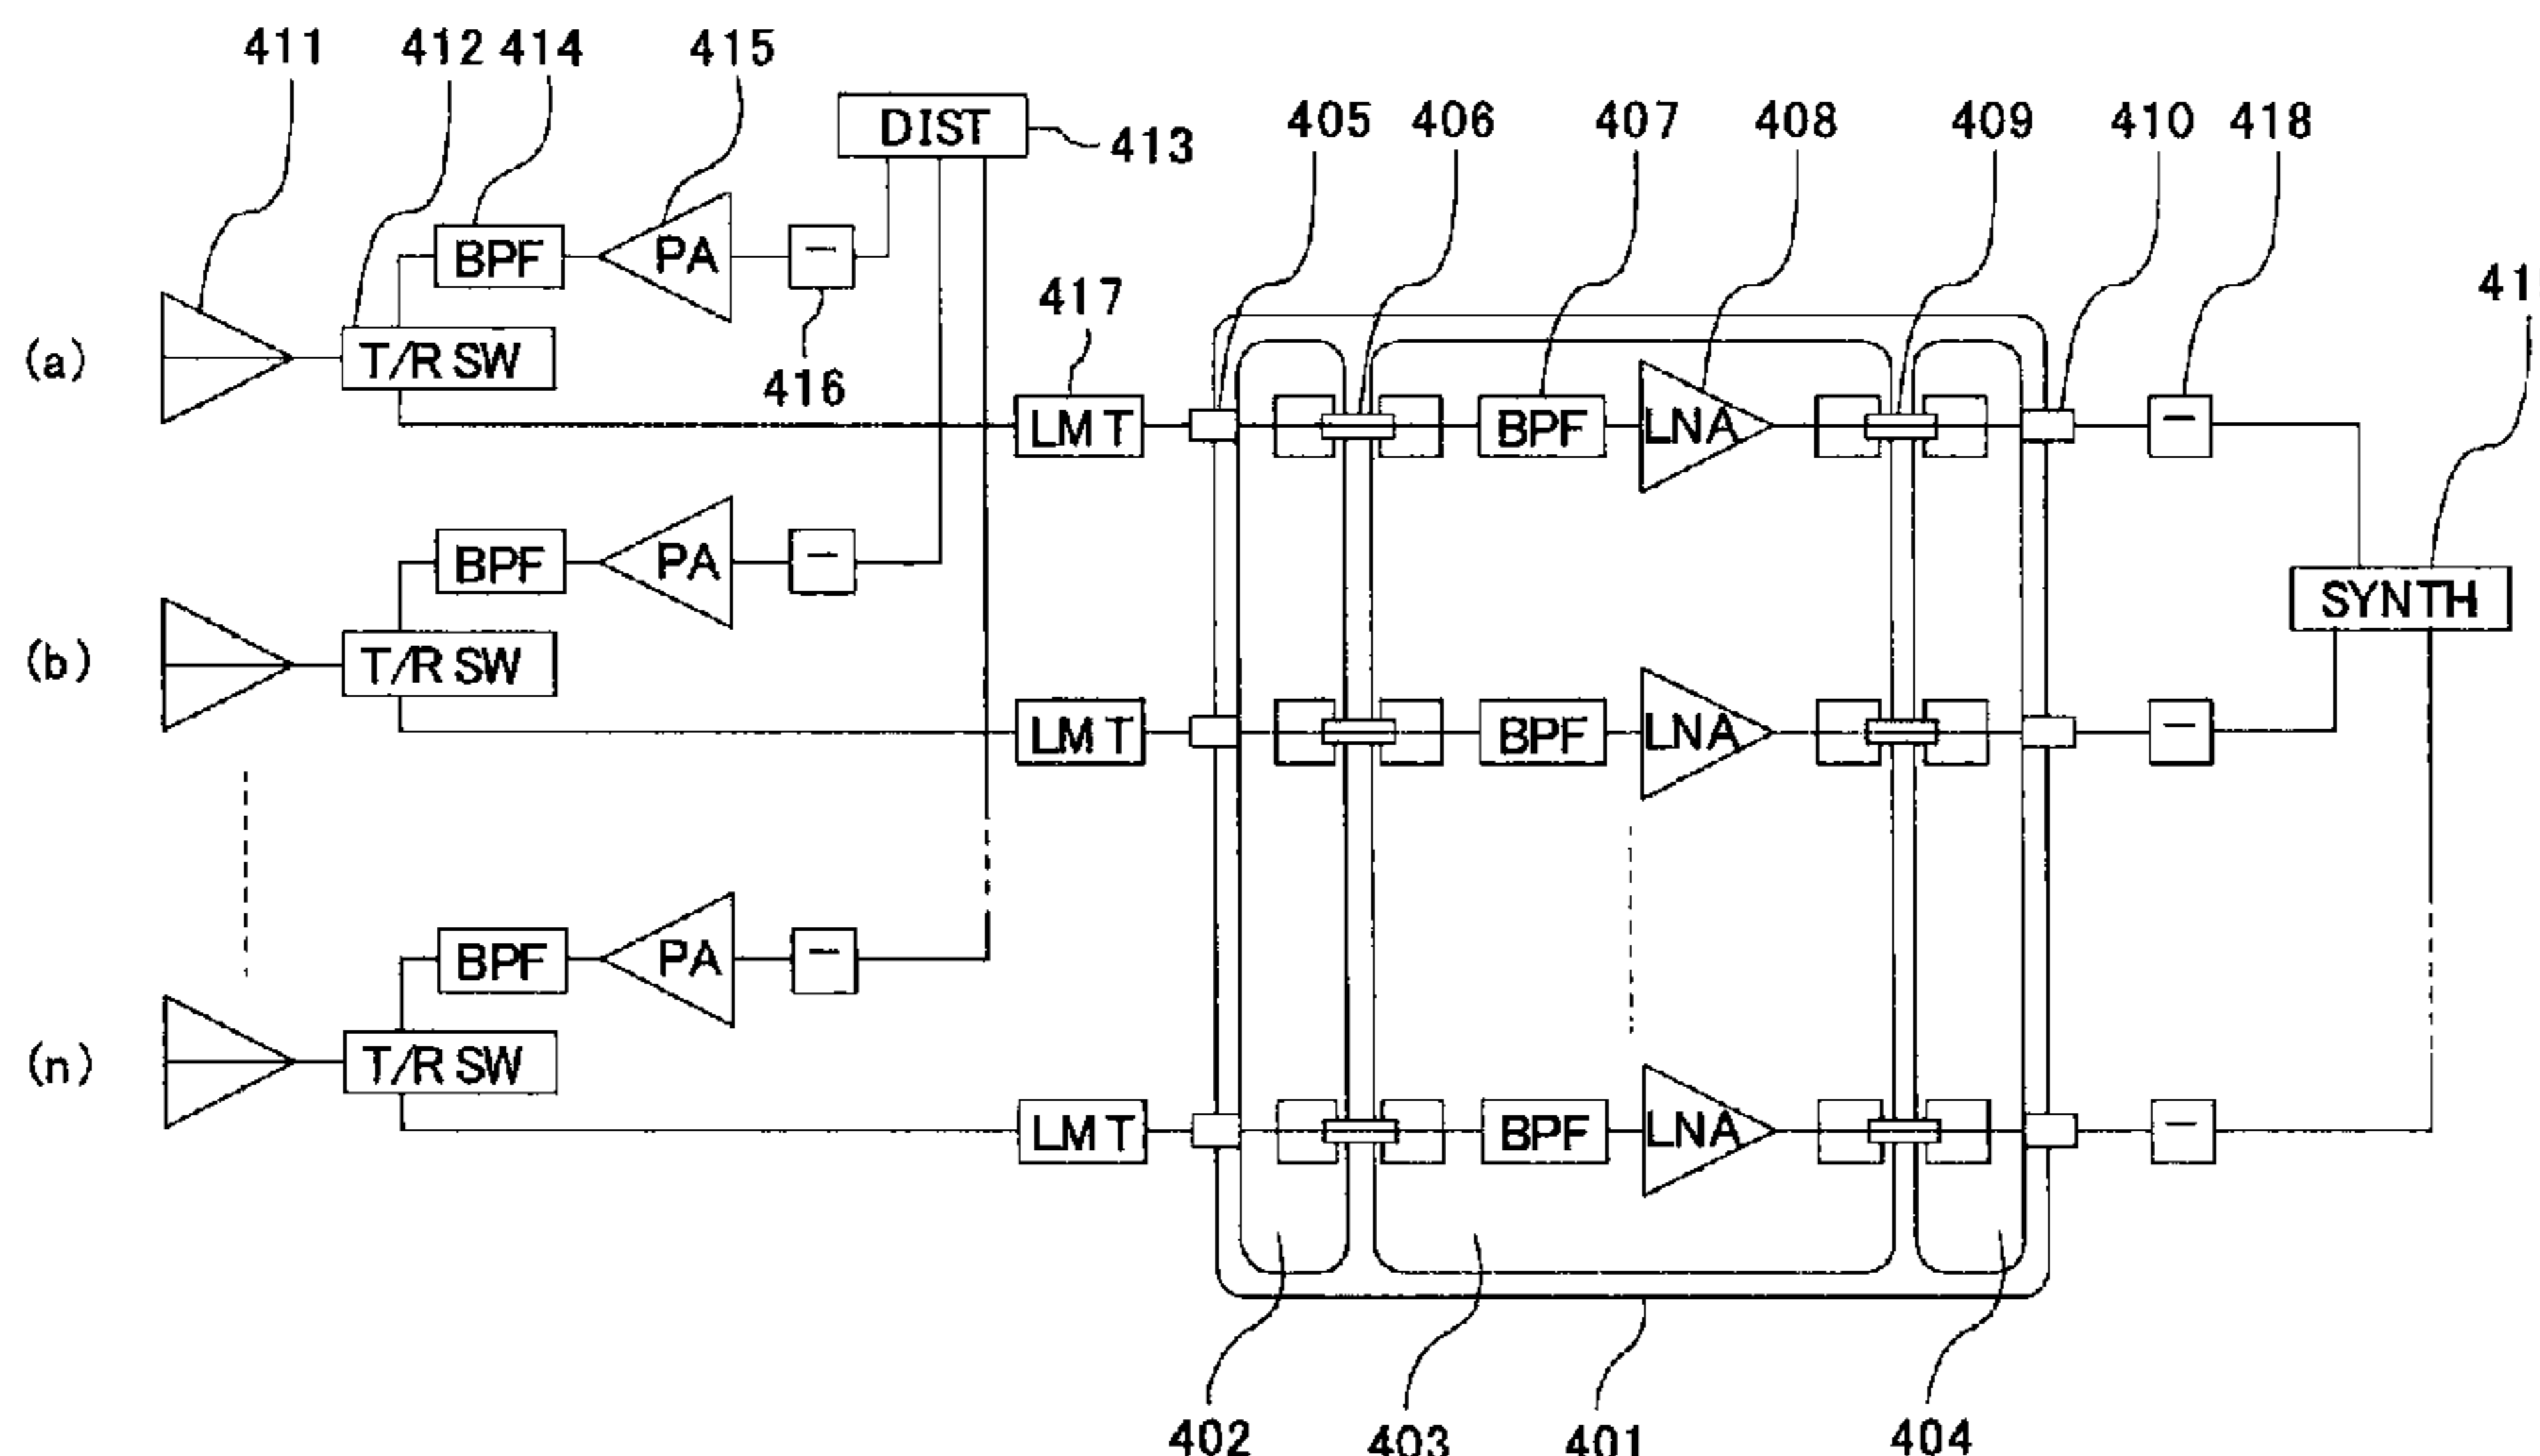 411 412 414 415
DIST
413
405 406 407 408 409 410 418
BPF PA −
417
41
(a) T/R SW
416
LMT BPF LNA −
BPF PA −
SYNTH
(b) T/R SW
LMT BPF LNA −
BPF PA −
(n) T/R SW
LMT BPF LNA −
402 403 401 404